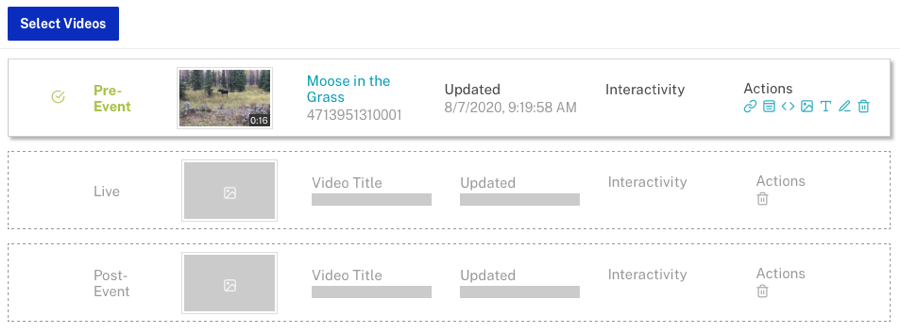 Select Videos
Pre-
Event
0:16
Moose in the
Grass
4713951310001
Updated
8/7/2020, 9:19:58 AM
Interactivity
Actions
Live
Video Title
Updated
Interactivity
Actions
Post-
Event
Video Title
Updated
Interactivity
Actions